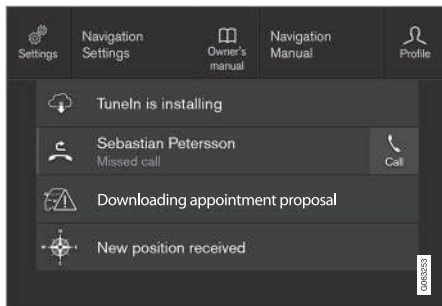 Settings
Navigation
Settings
Owner's
manual
Navigation
Manual
Profile
TuneIn is installing
Sebastian Petersson
Missed call
Call
Downloading appointment proposal
New position received
G063253